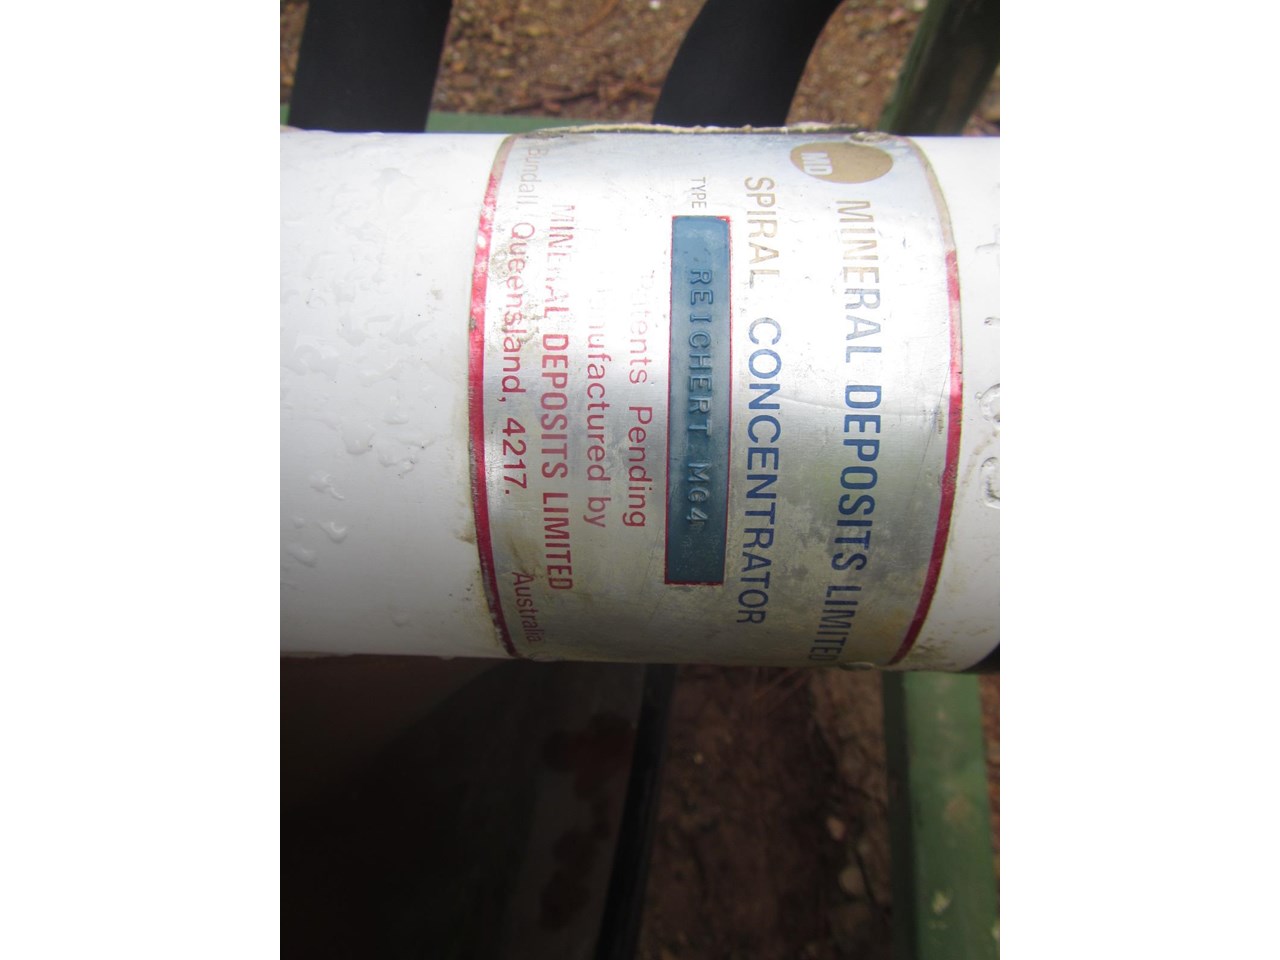 MD
MINERAL DEPOSITS LIMITED
SPIRAL CONCENTRATOR
TYPE REICHERT MG4
Patents Pending
Manufactured by
MINERAL DEPOSITS LIMITED
Bundall, Queensland, 4217. Australia